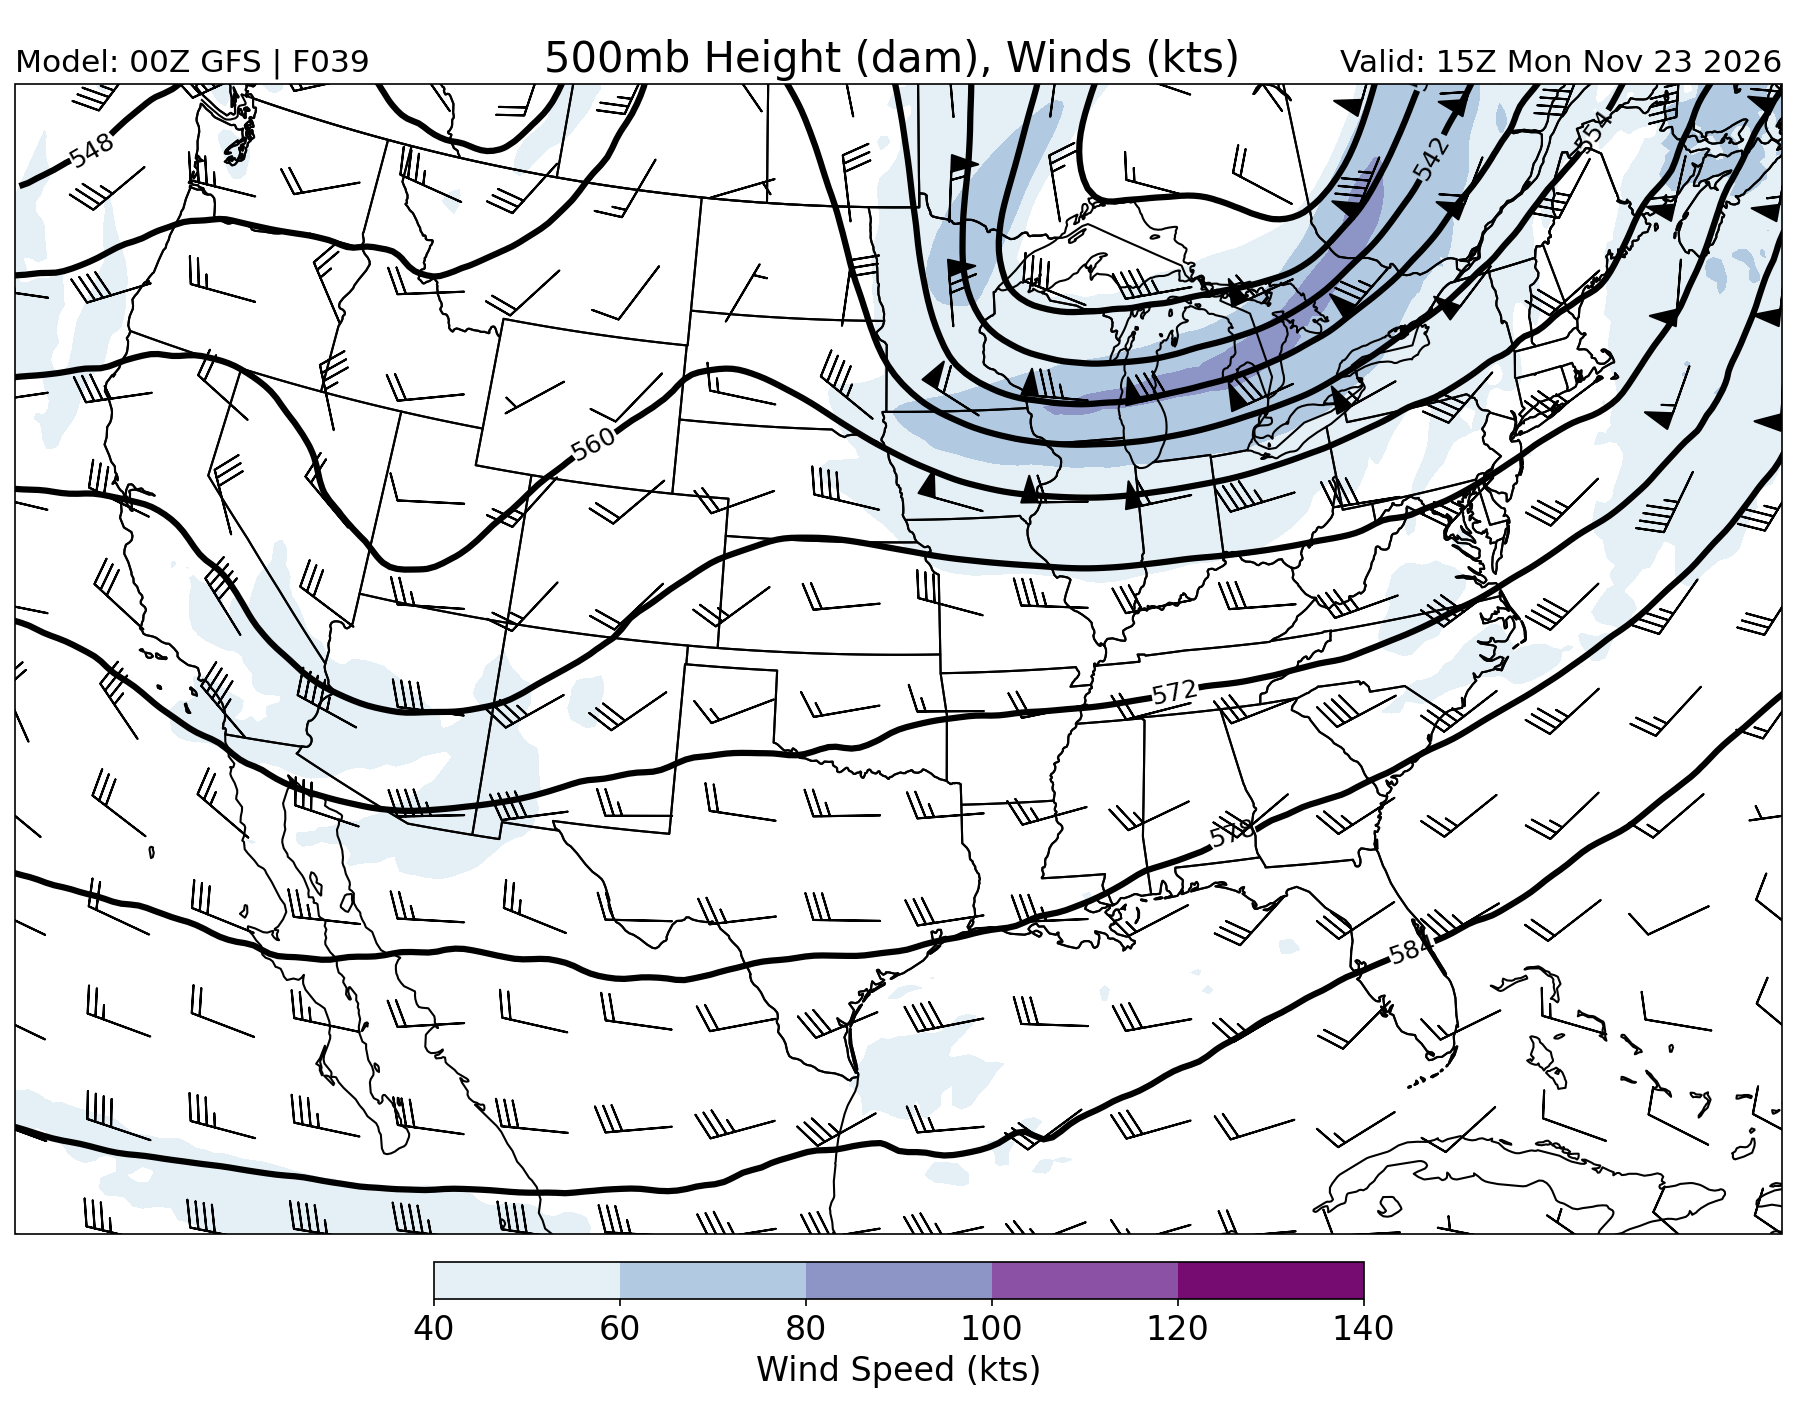 Model: 00Z GFS | F039
500mb Height (dam), Winds (kts)
Valid: 15Z Mon Nov 23 2026
548
542
554
560
572
578
584
40 60 80 100 120 140
Wind Speed (kts)